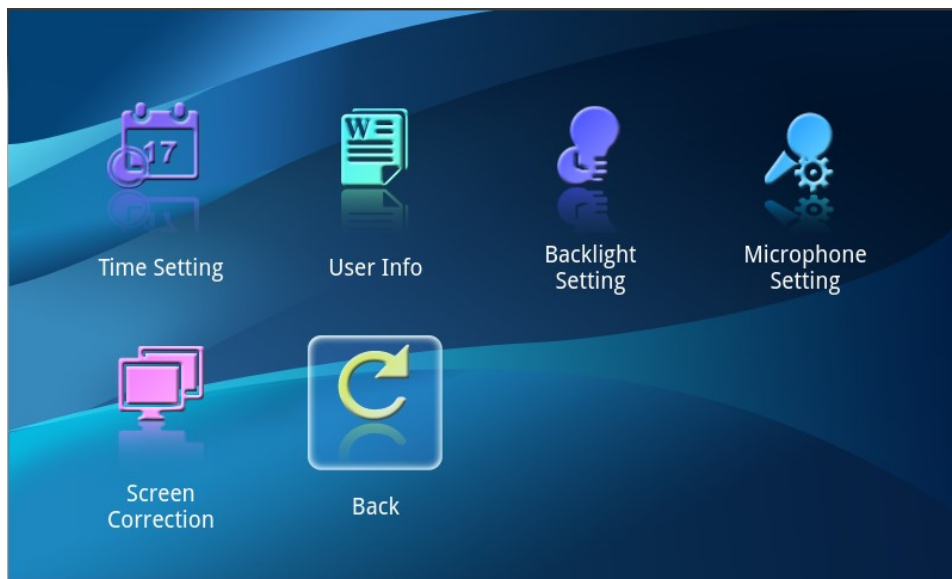 17
W
Time Setting
User Info
Backlight
Setting
Microphone
Setting
Screen
Correction
Back